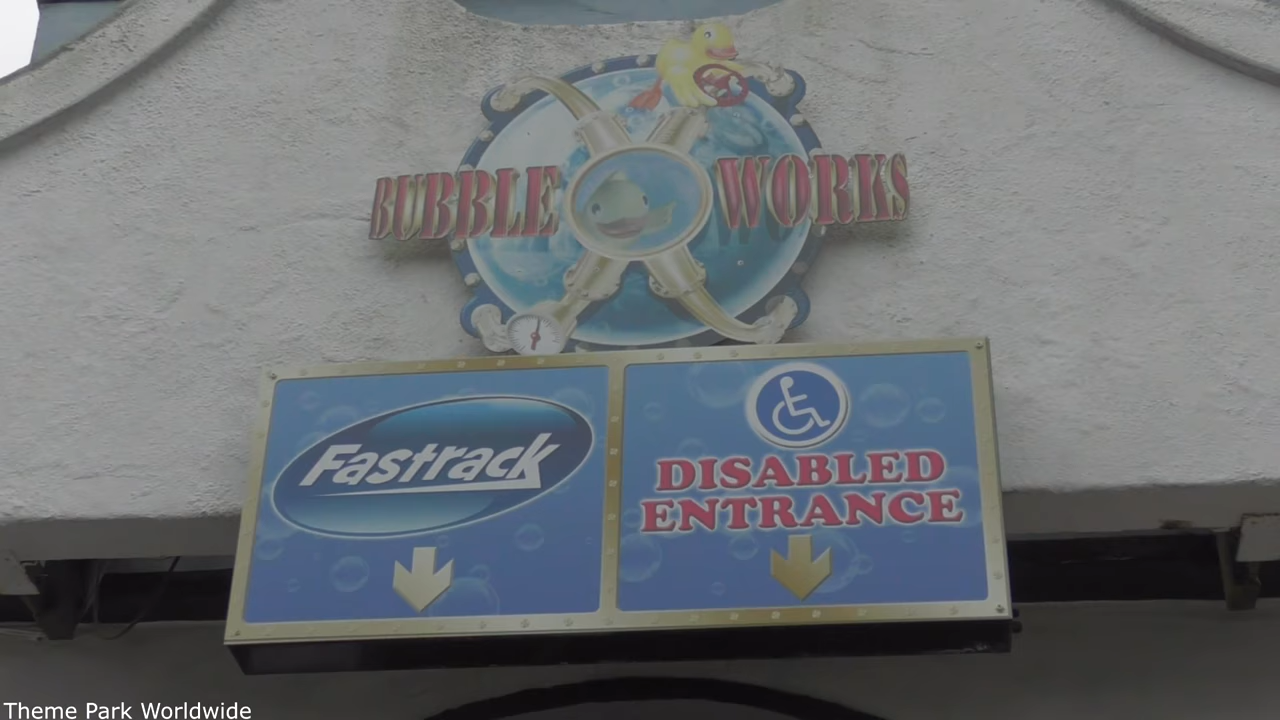 BUBBLE WORKS
Fastrack
DISABLED
ENTRANCE
Theme Park Worldwide